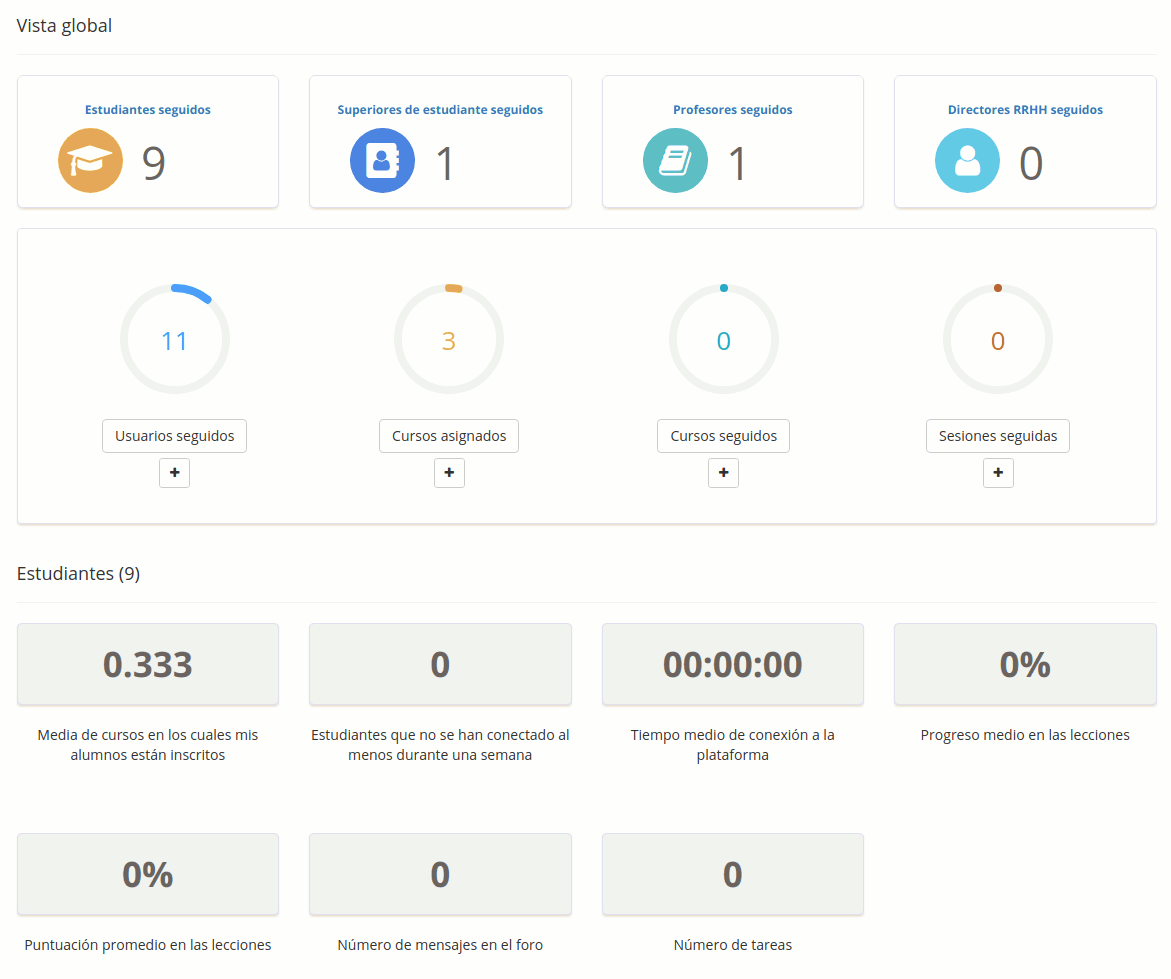 Vista global
Estudiantes seguidos
9
Superiores de estudiante seguidos
1
Profesores seguidos
1
Directores RRHH seguidos
0
11
3
0
0
Usuarios seguidos
Cursos asignados
Cursos seguidos
Sesiones seguidas
+
+
+
+
Estudiantes (9)
0.333
Media de cursos en los cuales mis
alumnos están inscritos
0
Estudiantes que no se han conectado al
menos durante una semana
00:00:00
Tiempo medio de conexión a la
plataforma
0%
Progreso medio en las lecciones
0%
Puntuación promedio en las lecciones
0
Número de mensajes en el foro
0
Número de tareas